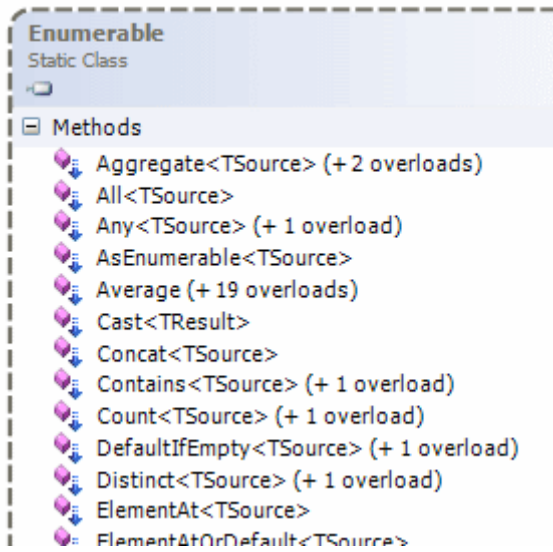 Enumerable
Static Class
Methods
Aggregate<TSource> (+ 2 overloads)
All<TSource>
Any<TSource> (+ 1 overload)
AsEnumerable<TSource>
Average (+ 19 overloads)
Cast<TResult>
Concat<TSource>
Contains<TSource> (+ 1 overload)
Count<TSource> (+ 1 overload)
DefaultIfEmpty<TSource> (+ 1 overload)
Distinct<TSource> (+ 1 overload)
ElementAt<TSource>
ElementAtOrDefault<TSource>